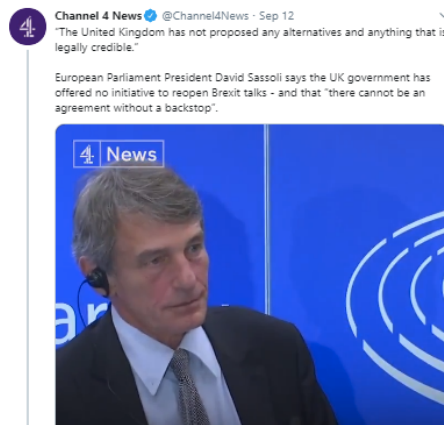 Channel 4 News @Channel4News · Sep 12
"The United Kingdom has not proposed any alternatives and anything that is
legally credible."
European Parliament President David Sassoli says the UK government has
offered no initiative to reopen Brexit talks - and that "there cannot be an
agreement without a backstop".
4 News
ar